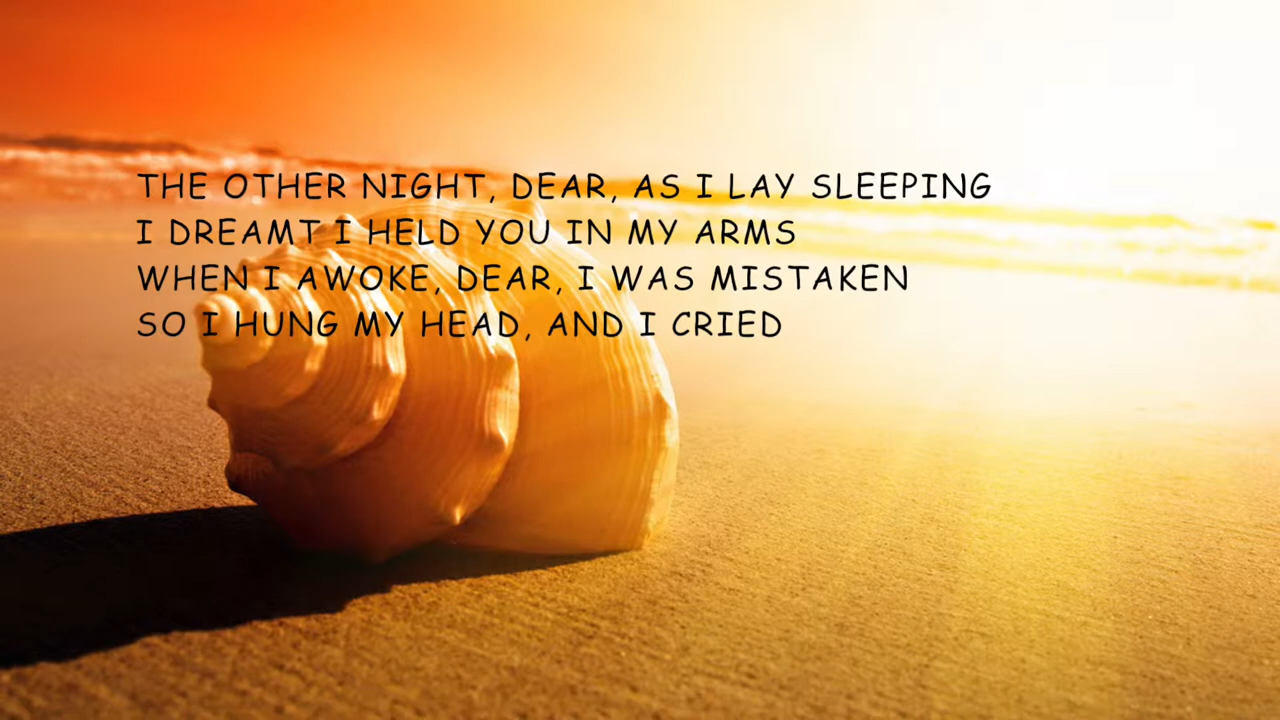 THE OTHER NIGHT, DEAR, AS I LAY SLEEPING
I DREAMT I HELD YOU IN MY ARMS
WHEN I AWOKE, DEAR, I WAS MISTAKEN
SO I HUNG MY HEAD, AND I CRIED